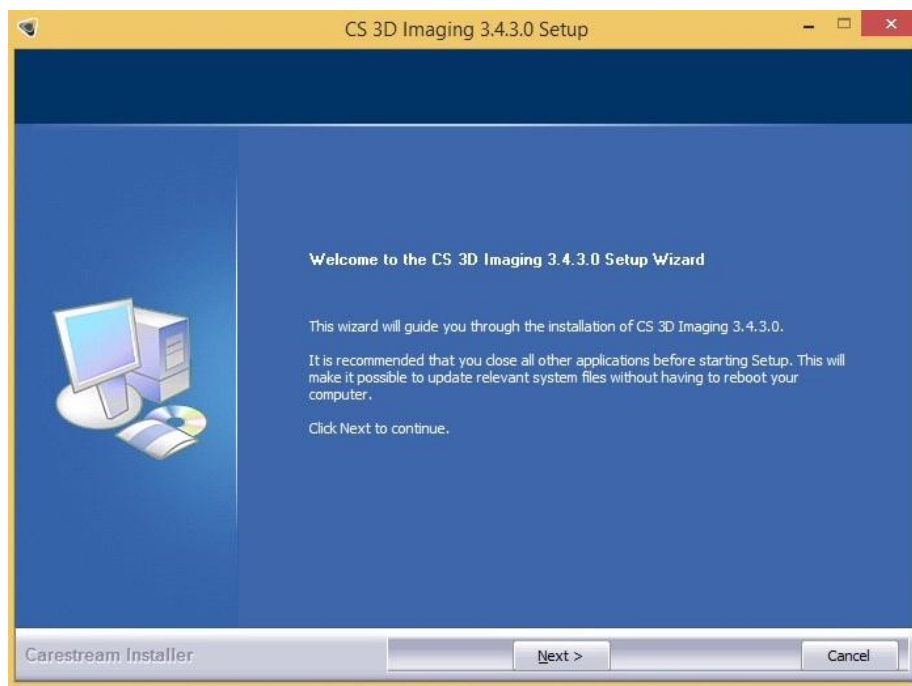 CS 3D Imaging 3.4.3.0 Setup
Welcome to the CS 3D Imaging 3.4.3.0 Setup Wizard
This wizard will guide you through the installation of CS 3D Imaging 3.4.3.0.
It is recommended that you close all other applications before starting Setup. This will
make it possible to update relevant system files without having to reboot your
computer.
Click Next to continue.
Carestream Installer
Next >
Cancel